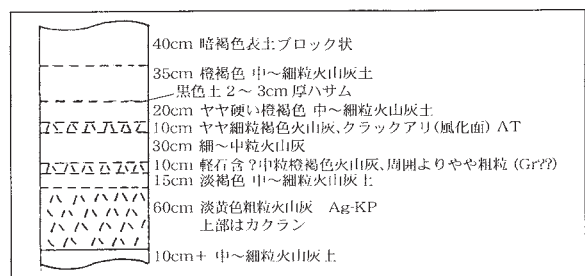 40cm 暗褐色表土ブロック状
35cm 橙褐色 中〜細粒火山灰土
黒色土2〜3cm厚ハサム
20cm ヤヤ硬い橙褐色 中〜細粒火山灰土
10cm ヤヤ細粒褐色火山灰、クラックアリ(風化面) AT
30cm 細〜中粒火山灰
10cm 軽石含?中粒橙褐色火山灰、周囲よりやや粗粒 (Gr??)
15cm 淡褐色 中〜細粒火山灰土
60cm 淡黄色粗粒火山灰 Ag-KP
上部はカクラン
10cm+ 中〜細粒火山灰土